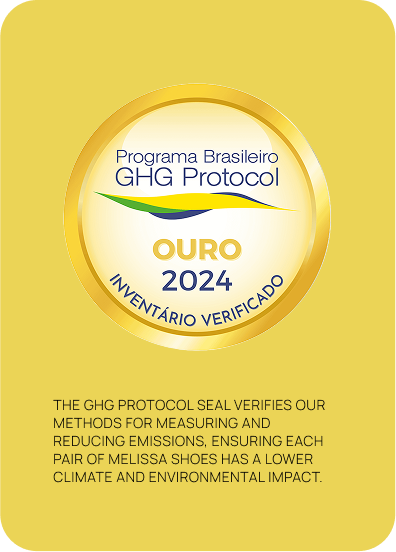 Programa Brasileiro
GHG Protocol
OURO
2024
INVENTÁRIO VERIFICADO
THE GHG PROTOCOL SEAL VERIFIES OUR
METHODS FOR MEASURING AND
REDUCING EMISSIONS, ENSURING EACH
PAIR OF MELISSA SHOES HAS A LOWER
CLIMATE AND ENVIRONMENTAL IMPACT.